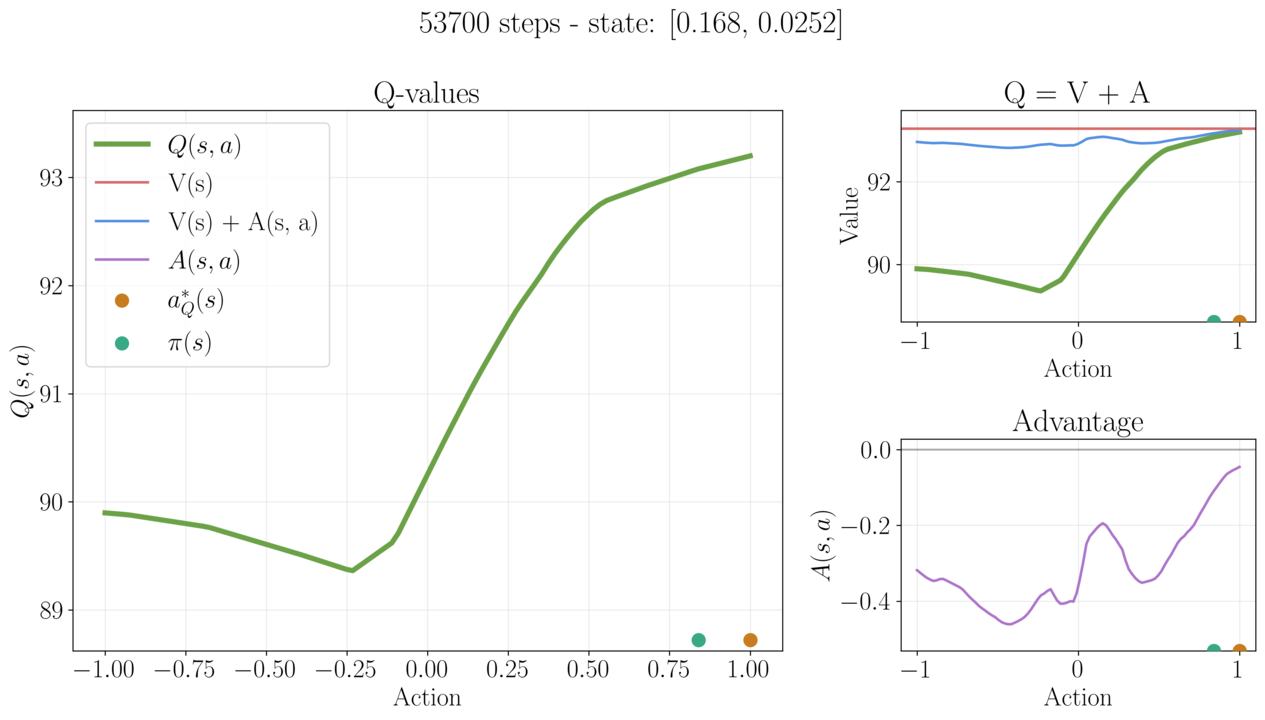 53700 steps - state: [0.168, 0.0252]
Q-values
Q(s, a)
V(s)
V(s) + A(s, a)
A(s, a)
a*Q(s)
π(s)
Q(s, a)
93
92
91
90
89
−1.00 −0.75 −0.50 −0.25 0.00 0.25 0.50 0.75 1.00
Action
Q = V + A
Value
92
90
−1 0 1
Action
Advantage
A(s, a)
0.0
−0.2
−0.4
−1 0 1
Action